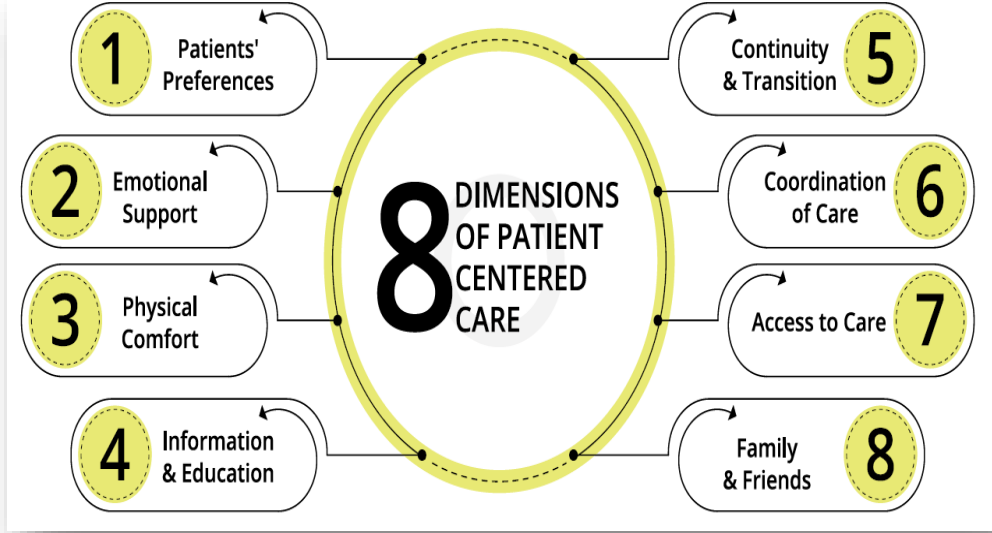 8
DIMENSIONS
OF PATIENT
CENTERED
CARE
1
Patients'
Preferences
2
Emotional
Support
3
Physical
Comfort
4
Information
& Education
5
Continuity
& Transition
6
Coordination
of Care
7
Access to Care
8
Family
& Friends